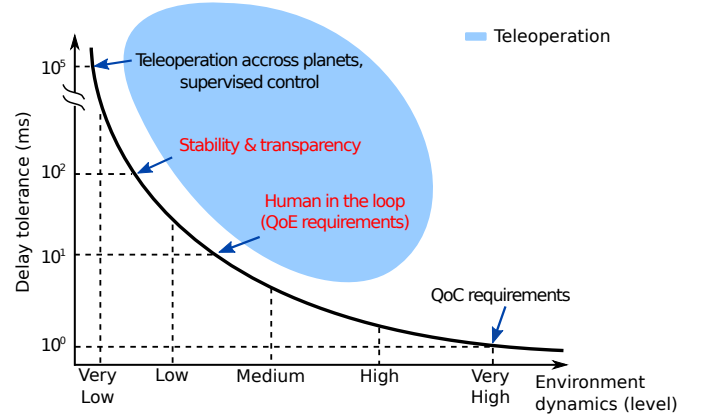 Teleoperation
Teleoperation accross planets,
supervised control
10⁵
Stability & transparency
10²
Human in the loop
(QoE requirements)
10¹
Delay tolerance (ms)
QoC requirements
10⁰
Very Low
Low
Medium
High
Very High
Environment
dynamics (level)